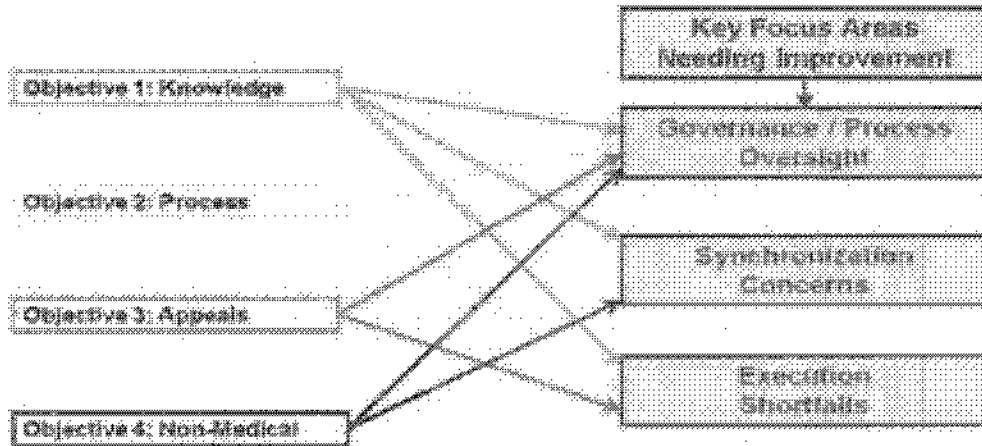 Key Focus Areas
Needing Improvement
Objective 1: Knowledge
Governance / Process
Oversight
Objective 2: Process
Synchronization
Concerns
Objective 3: Appeals
Execution
Shortfalls
Objective 4: Non-Medical